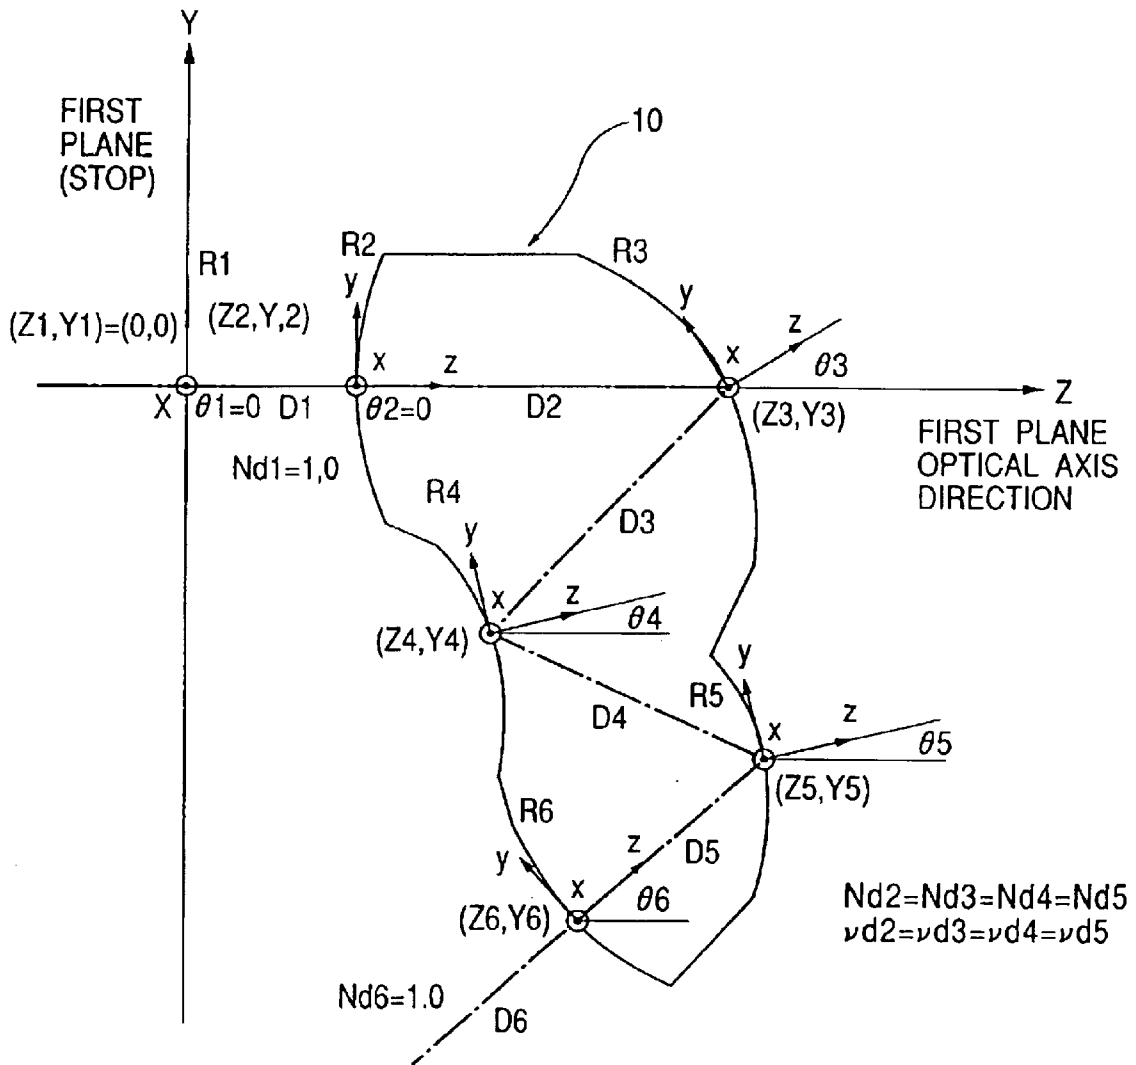 Y
FIRST
PLANE
(STOP)
10
R2
R3
R1
y
y
(Z1,Y1)=(0,0)
(Z2,Y,2)
z
x
z
x
θ3
Z
X
θ1=0
D1
θ2=0
D2
(Z3,Y3)
FIRST PLANE
OPTICAL AXIS
DIRECTION
Nd1=1,0
R4
D3
y
x
z
θ4
(Z4,Y4)
y
R5
D4
z
x
θ5
(Z5,Y5)
R6
z
D5
y
x
θ6
(Z6,Y6)
Nd2=Nd3=Nd4=Nd5
νd2=νd3=νd4=νd5
Nd6=1.0
D6